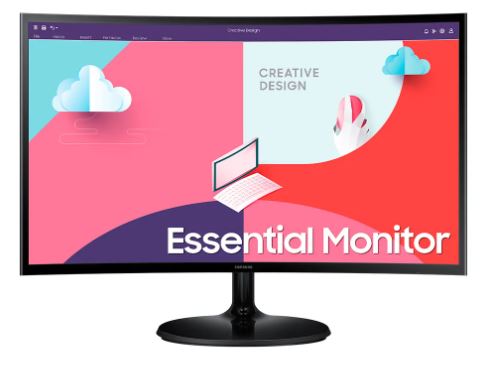 Creative Design
CREATIVE
DESIGN
Essential Monitor
SAMSUNG